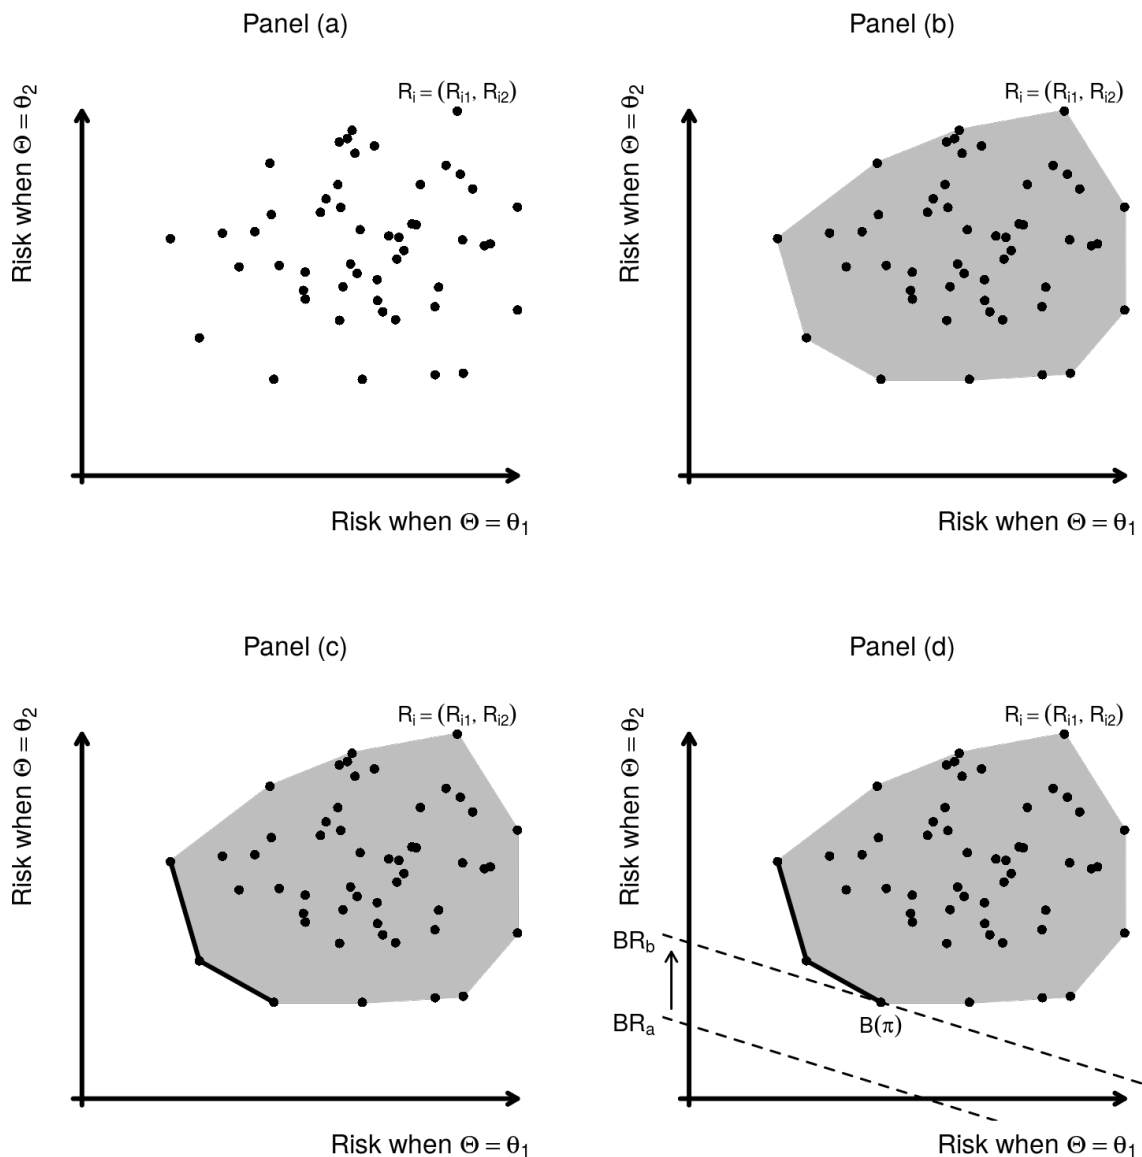 Panel (a)
Risk when Θ = θ₂
Rᵢ = (Rᵢ₁, Rᵢ₂)
Risk when Θ = θ₁
Panel (b)
Risk when Θ = θ₂
Rᵢ = (Rᵢ₁, Rᵢ₂)
Risk when Θ = θ₁
Panel (c)
Risk when Θ = θ₂
Rᵢ = (Rᵢ₁, Rᵢ₂)
Risk when Θ = θ₁
Panel (d)
Risk when Θ = θ₂
Rᵢ = (Rᵢ₁, Rᵢ₂)
BR_b
BR_a
B(π)
Risk when Θ = θ₁